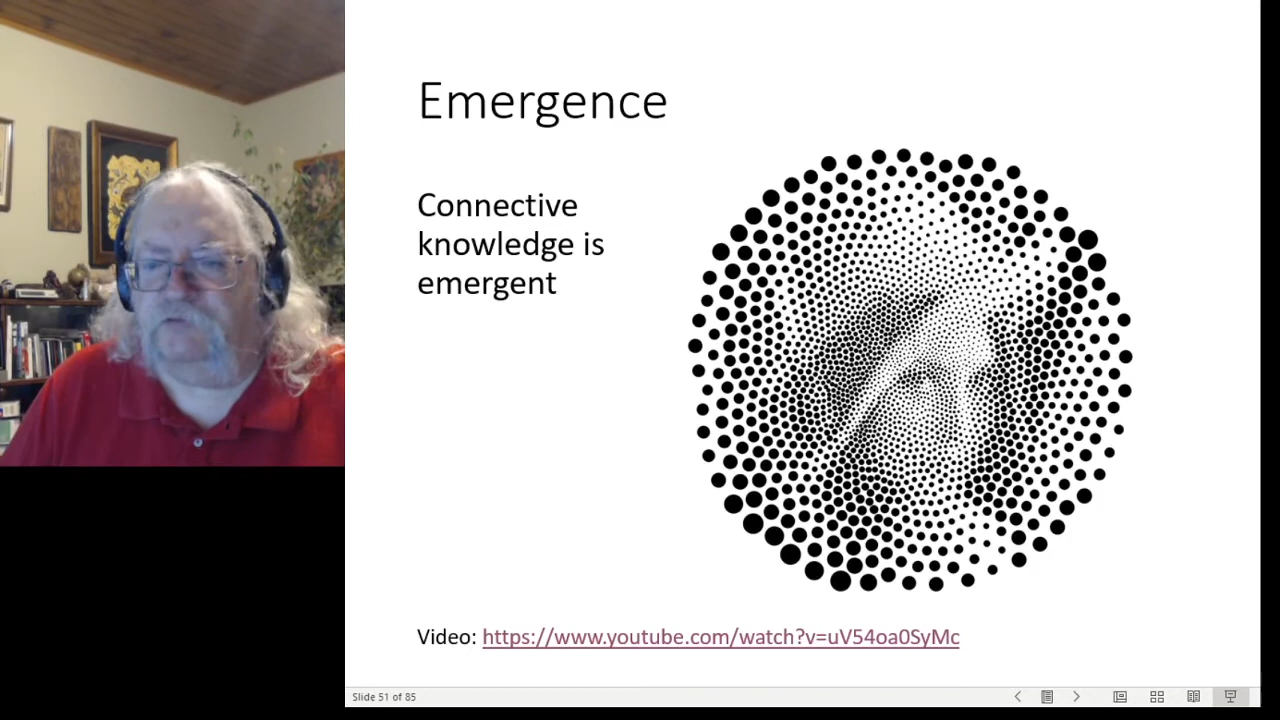 Emergence
Connective
knowledge is
emergent
Video: https://www.youtube.com/watch?v=uV54oa0SyMc
Slide 51 of 85